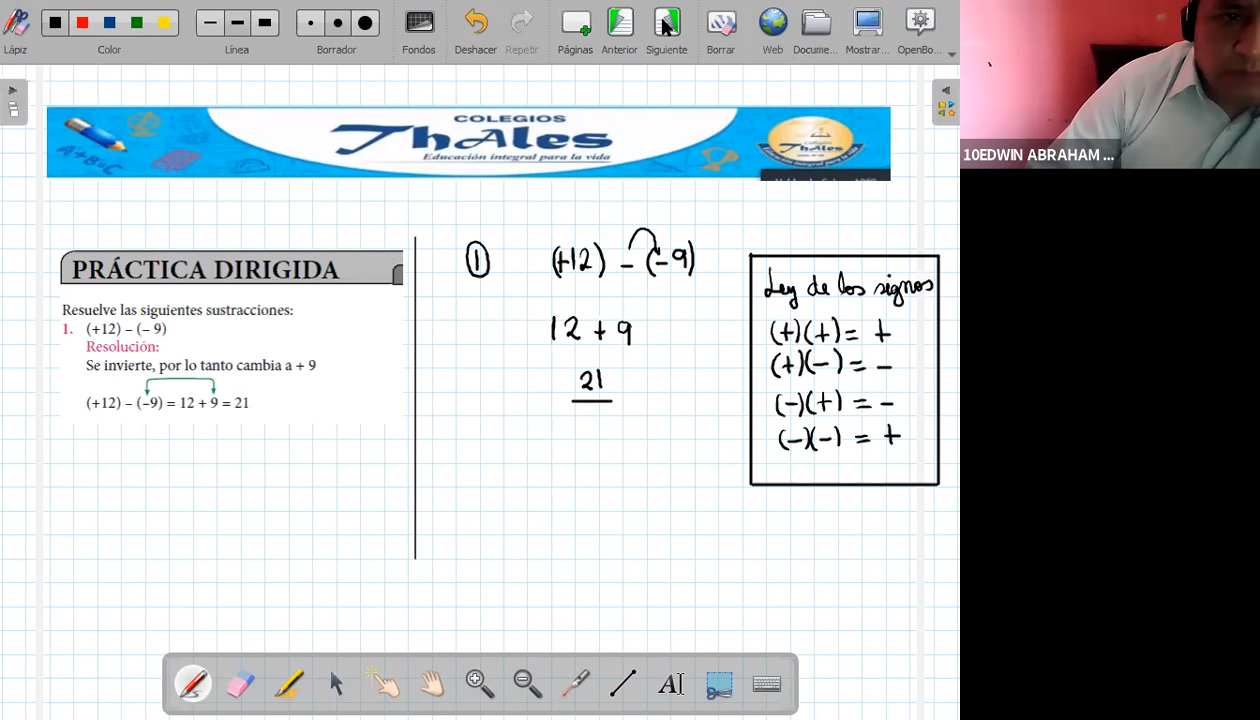 Lápiz
Color
Línea
Borrador
Fondos
Deshacer
Repetir
Páginas
Anterior
Siguiente
Borrar
Web
Docume...
Mostrar...
OpenBo...
10EDWIN ABRAHAM ...
COLEGIOS
Thales
Educación integral para la vida
A+B=C
PRÁCTICA DIRIGIDA
Resuelve las siguientes sustracciones:
1. (+12) – (– 9)
Resolución:
Se invierte, por lo tanto cambia a + 9
(+12) – (–9) = 12 + 9 = 21
① (+12) – (–9)
12 + 9
21
Ley de los signos
(+)(+) = +
(+)(–) = –
(–)(+) = –
(–)(–) = +
AI